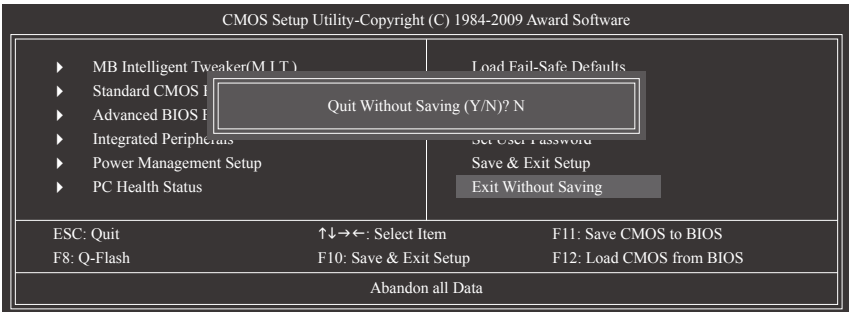 CMOS Setup Utility-Copyright (C) 1984-2009 Award Software
MB Intelligent Tweaker(M.I.T.)
Standard CMOS
Advanced BIOS
Integrated Peripherals
Power Management Setup
PC Health Status
Load Fail-Safe Defaults
Set User Password
Save & Exit Setup
Exit Without Saving
Quit Without Saving (Y/N)? N
ESC: Quit
↑↓→←: Select Item
F11: Save CMOS to BIOS
F8: Q-Flash
F10: Save & Exit Setup
F12: Load CMOS from BIOS
Abandon all Data